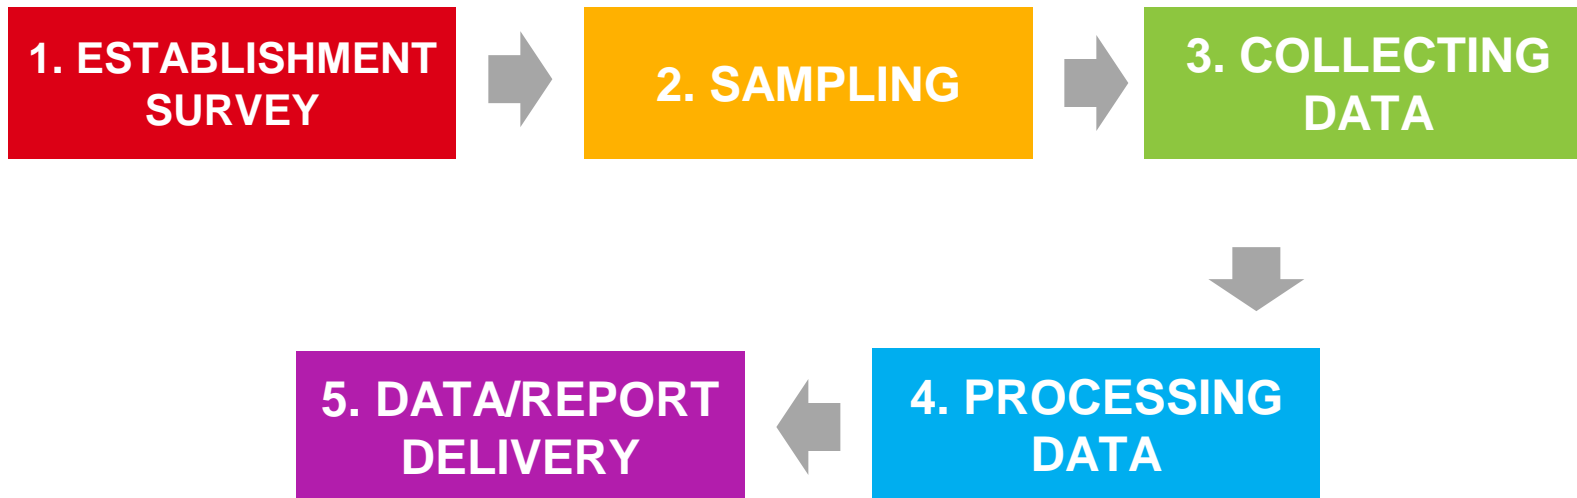 1. ESTABLISHMENT
SURVEY
2. SAMPLING
3. COLLECTING
DATA
4. PROCESSING
DATA
5. DATA/REPORT
DELIVERY